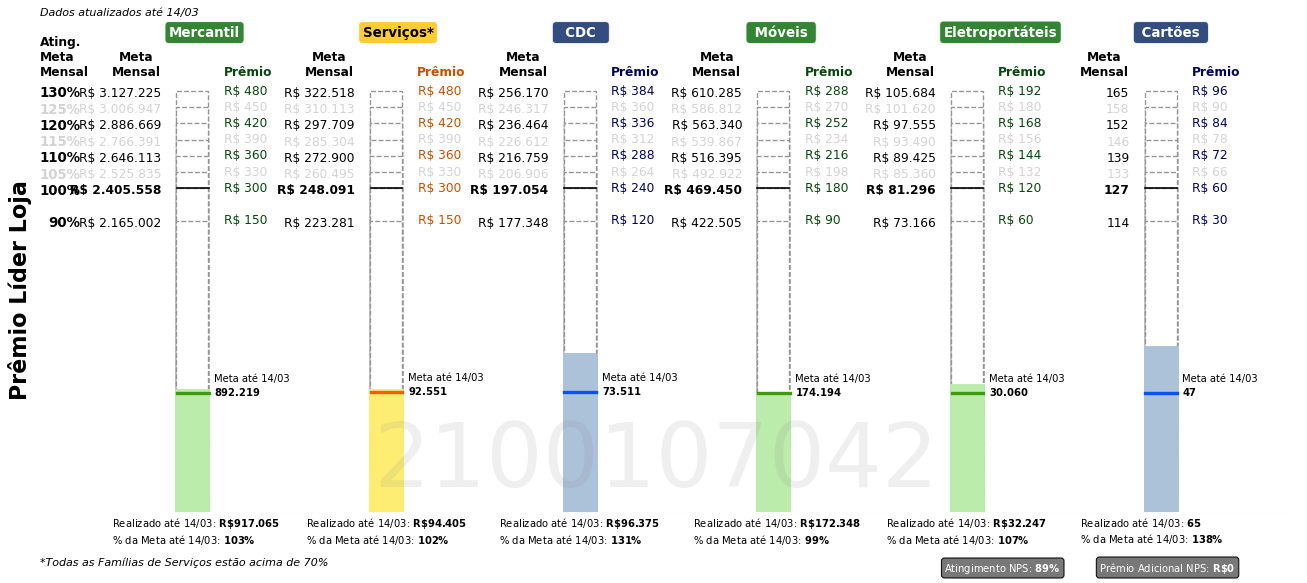 Dados atualizados até 14/03
Mercantil Serviços* CDC Móveis Eletroportáteis Cartões
Ating. Meta Mensal
Meta Mensal Prêmio Meta Mensal Prêmio Meta Mensal Prêmio Meta Mensal Prêmio Meta Mensal Prêmio Meta Mensal Prêmio
130% R$ 3.127.225 R$ 480 R$ 322.518 R$ 480 R$ 256.170 R$ 384 R$ 610.285 R$ 288 R$ 105.684 R$ 192 165 R$ 96
125% R$ 3.006.947 R$ 450 R$ 310.113 R$ 450 R$ 246.317 R$ 360 R$ 586.812 R$ 270 R$ 101.620 R$ 180 158 R$ 90
120% R$ 2.886.669 R$ 420 R$ 297.709 R$ 420 R$ 236.464 R$ 336 R$ 563.340 R$ 252 R$ 97.555 R$ 168 152 R$ 84
115% R$ 2.766.391 R$ 390 R$ 285.304 R$ 390 R$ 226.612 R$ 312 R$ 539.867 R$ 234 R$ 93.490 R$ 156 146 R$ 78
110% R$ 2.646.113 R$ 360 R$ 272.900 R$ 360 R$ 216.759 R$ 288 R$ 516.395 R$ 216 R$ 89.425 R$ 144 139 R$ 72
105% R$ 2.525.835 R$ 330 R$ 260.495 R$ 330 R$ 206.906 R$ 264 R$ 492.922 R$ 198 R$ 85.360 R$ 132 133 R$ 66
100% R$ 2.405.558 R$ 300 R$ 248.091 R$ 300 R$ 197.054 R$ 240 R$ 469.450 R$ 180 R$ 81.296 R$ 120 127 R$ 60
90% R$ 2.165.002 R$ 150 R$ 223.281 R$ 150 R$ 177.348 R$ 120 R$ 422.505 R$ 90 R$ 73.166 R$ 60 114 R$ 30
Prêmio Líder Loja
Meta até 14/03 Meta até 14/03 Meta até 14/03 Meta até 14/03 Meta até 14/03 Meta até 14/03
892.219 92.551 73.511 174.194 30.060 47
2100107042
Realizado até 14/03: R$917.065 Realizado até 14/03: R$94.405 Realizado até 14/03: R$96.375 Realizado até 14/03: R$172.348 Realizado até 14/03: R$32.247 Realizado até 14/03: 65
% da Meta até 14/03: 103% % da Meta até 14/03: 102% % da Meta até 14/03: 131% % da Meta até 14/03: 99% % da Meta até 14/03: 107% % da Meta até 14/03: 138%
*Todas as Famílias de Serviços estão acima de 70%
Atingimento NPS: 89% Prêmio Adicional NPS: R$0